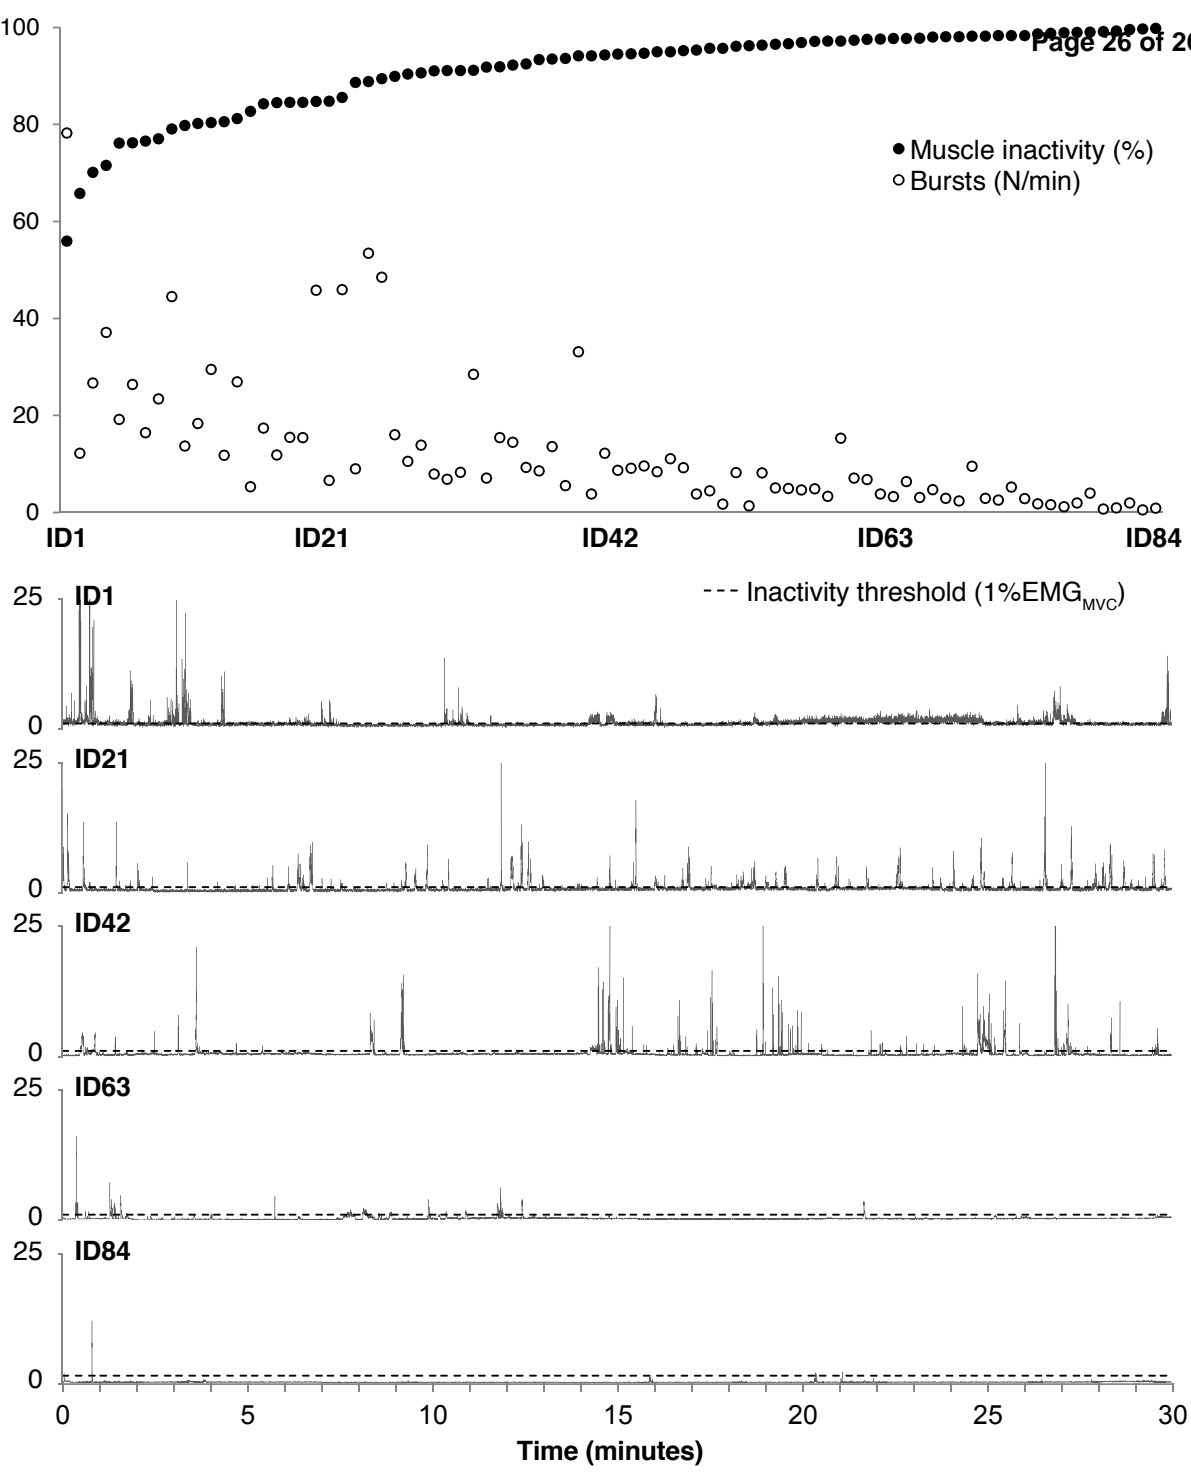 100
Page 26 of 26
80
Muscle inactivity (%)
Bursts (N/min)
60
40
20
0
ID1 ID21 ID42 ID63 ID84
25 ID1
--- Inactivity threshold (1%EMGMVC)
0
25 ID21
0
25 ID42
0
25 ID63
0
25 ID84
0
0 5 10 15 20 25 30
Time (minutes)